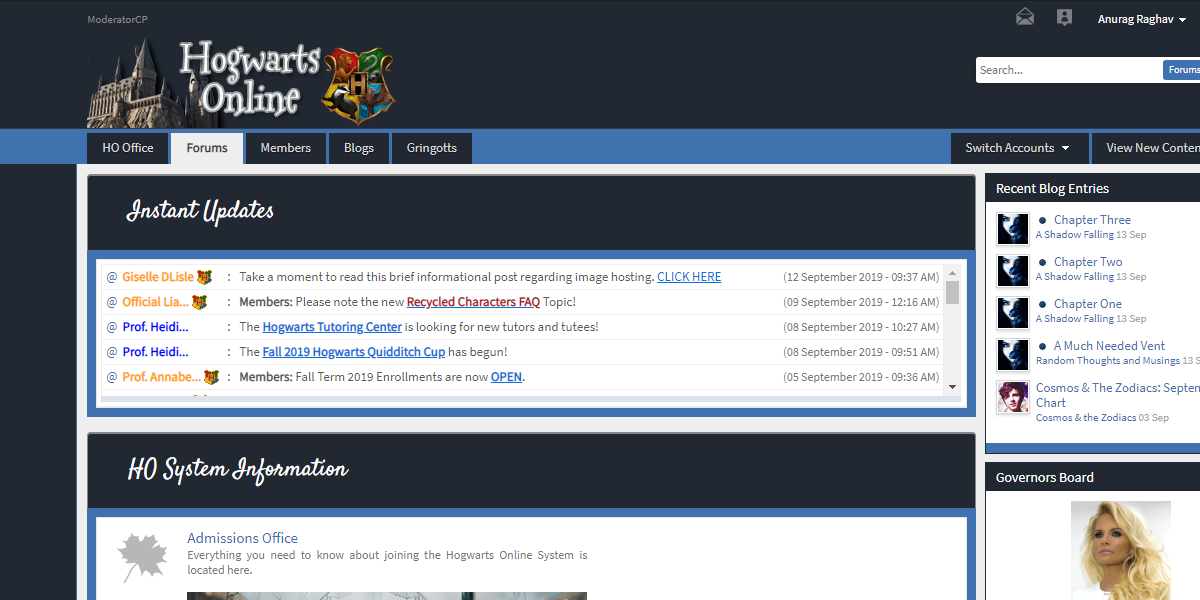 ModeratorCP
Anurag Raghav
Hogwarts
Online
H
Search...
Forums
HO Office
Forums
Members
Blogs
Gringotts
Switch Accounts
View New Conten
Instant Updates
@ Giselle DLisle : Take a moment to read this brief informational post regarding image hosting. CLICK HERE (12 September 2019 - 09:37 AM)
@ Official Lia... : Members: Please note the new Recycled Characters FAQ Topic! (09 September 2019 - 12:16 AM)
@ Prof. Heidi... : The Hogwarts Tutoring Center is looking for new tutors and tutees! (08 September 2019 - 10:27 AM)
@ Prof. Heidi... : The Fall 2019 Hogwarts Quidditch Cup has begun! (08 September 2019 - 09:51 AM)
@ Prof. Annabe... : Members: Fall Term 2019 Enrollments are now OPEN. (05 September 2019 - 09:36 AM)
HO System Information
Admissions Office
Everything you need to know about joining the Hogwarts Online System is
located here.
Recent Blog Entries
Chapter Three
A Shadow Falling 13 Sep
Chapter Two
A Shadow Falling 13 Sep
Chapter One
A Shadow Falling 13 Sep
A Much Needed Vent
Random Thoughts and Musings 13 S
Cosmos & The Zodiacs: Septen
Chart
Cosmos & the Zodiacs 03 Sep
Governors Board